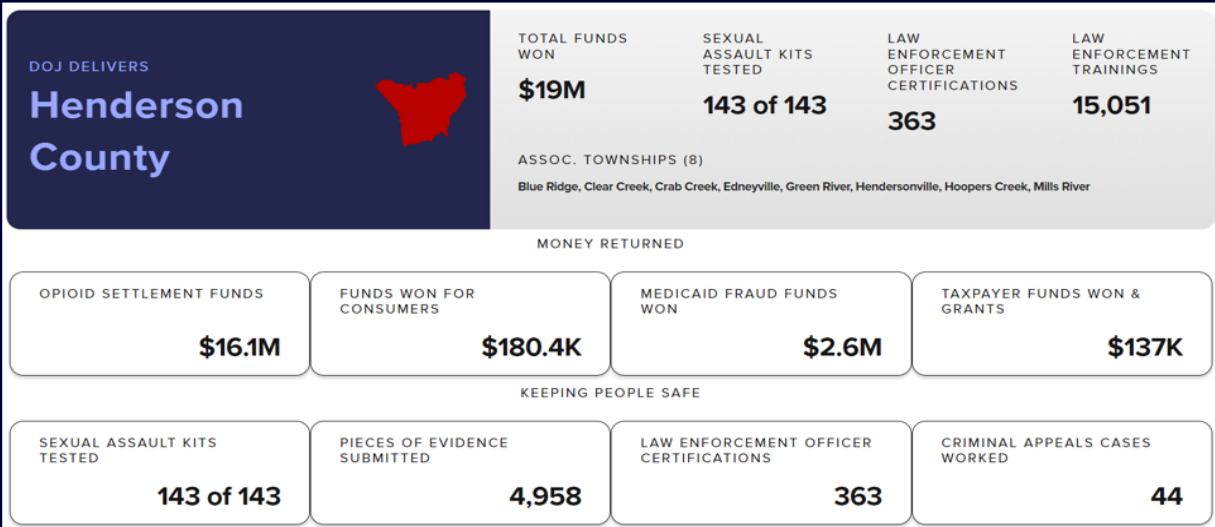 DOJ DELIVERS
Henderson
County
TOTAL FUNDS
WON
$19M
SEXUAL
ASSAULT KITS
TESTED
143 of 143
LAW
ENFORCEMENT
OFFICER
CERTIFICATIONS
363
LAW
ENFORCEMENT
TRAININGS
15,051
ASSOC. TOWNSHIPS (8)
Blue Ridge, Clear Creek, Crab Creek, Edneyville, Green River, Hendersonville, Hoopers Creek, Mills River
MONEY RETURNED
OPIOID SETTLEMENT FUNDS
$16.1M
FUNDS WON FOR
CONSUMERS
$180.4K
MEDICAID FRAUD FUNDS
WON
$2.6M
TAXPAYER FUNDS WON &
GRANTS
$137K
KEEPING PEOPLE SAFE
SEXUAL ASSAULT KITS
TESTED
143 of 143
PIECES OF EVIDENCE
SUBMITTED
4,958
LAW ENFORCEMENT OFFICER
CERTIFICATIONS
363
CRIMINAL APPEALS CASES
WORKED
44